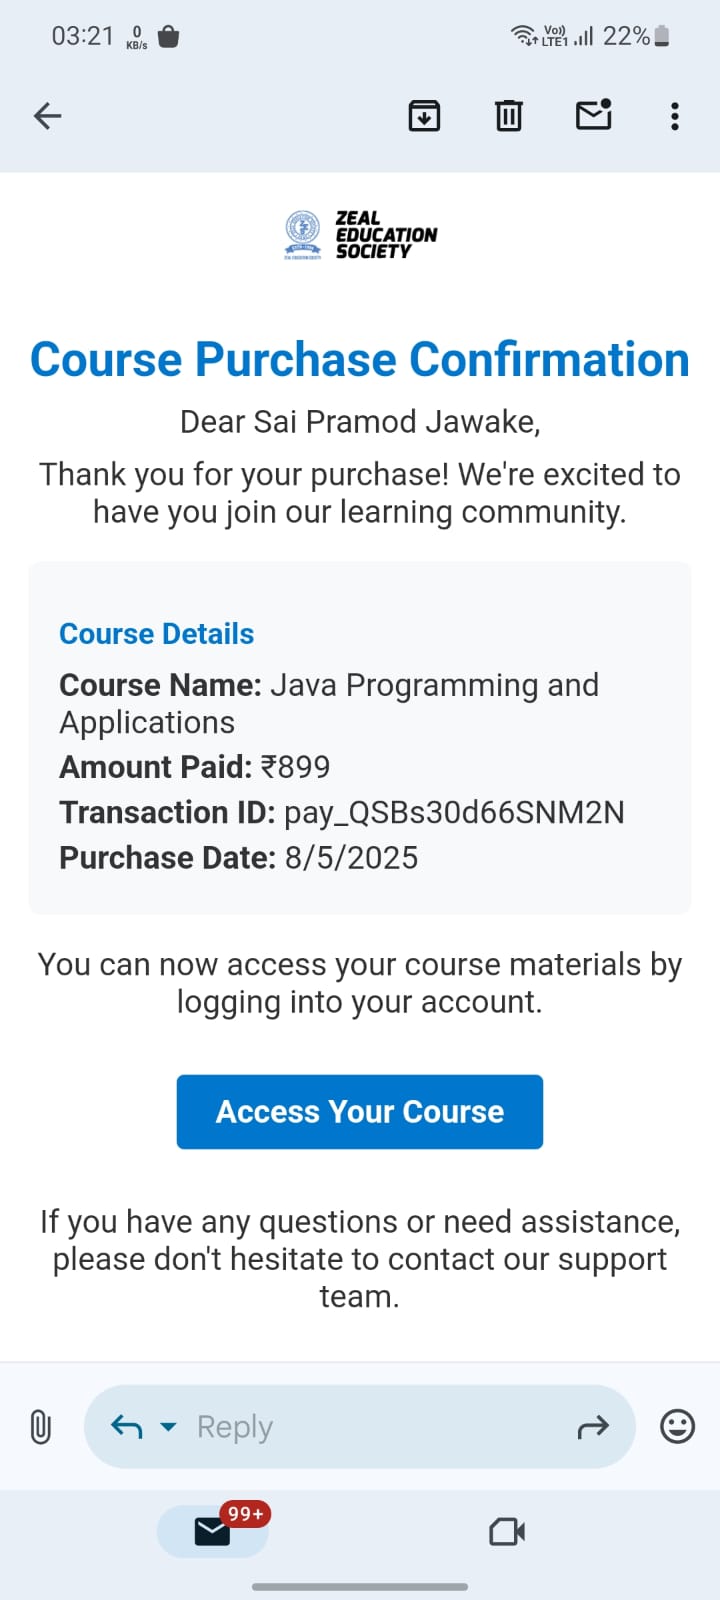 03:21 0 KB/s Vo)) LTE1 22%
ZEAL
EDUCATION
SOCIETY
Course Purchase Confirmation
Dear Sai Pramod Jawake,
Thank you for your purchase! We're excited to
have you join our learning community.
Course Details
Course Name: Java Programming and
Applications
Amount Paid: ₹899
Transaction ID: pay_QSBs30d66SNM2N
Purchase Date: 8/5/2025
You can now access your course materials by
logging into your account.
Access Your Course
If you have any questions or need assistance,
please don't hesitate to contact our support
team.
Reply
99+